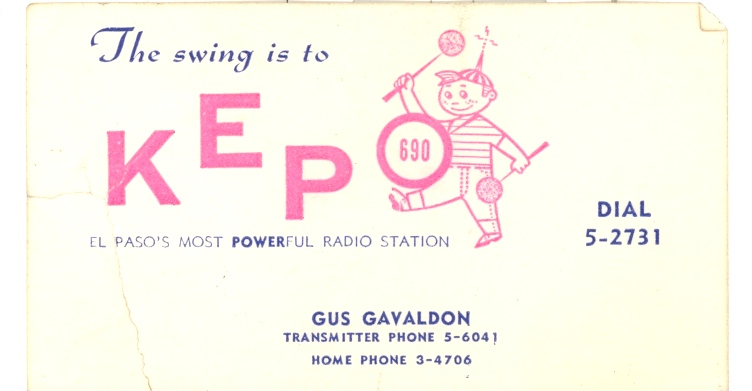 The swing is to
KEP
690
EL PASO'S MOST POWERFUL RADIO STATION
DIAL
5-2731
GUS GAVALDON
TRANSMITTER PHONE 5-6041
HOME PHONE 3-4706